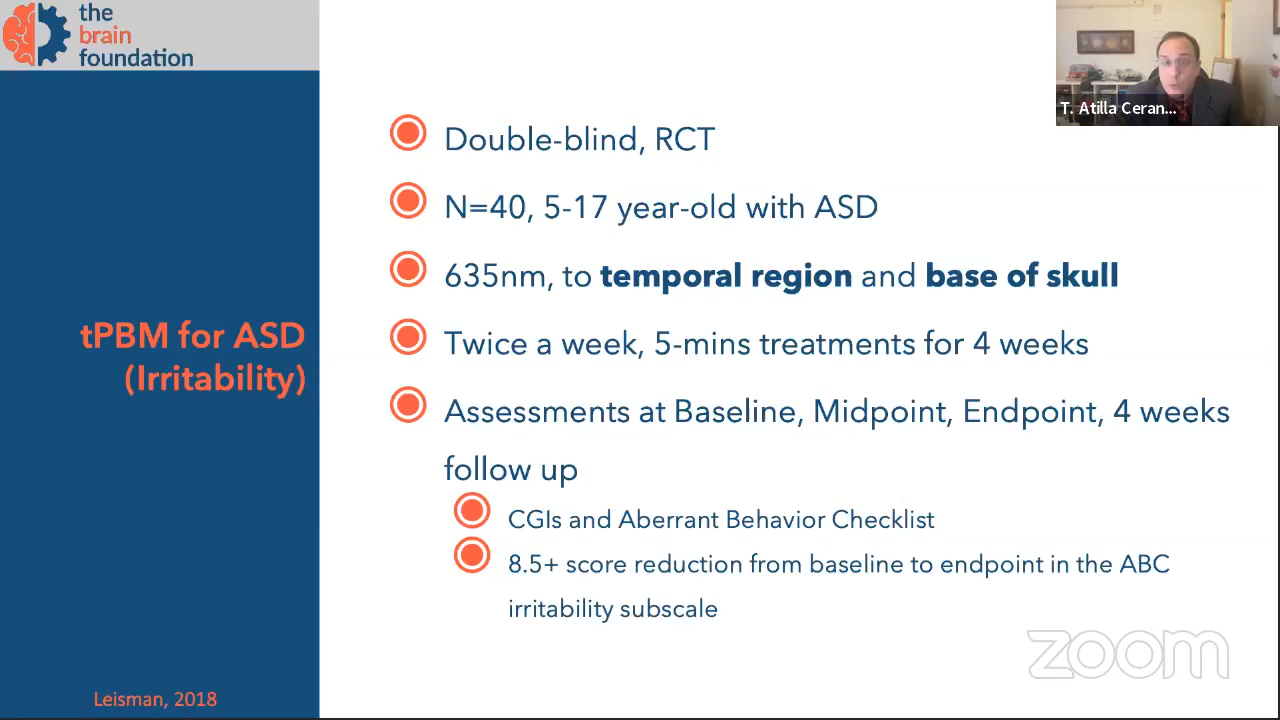 the
brain
foundation
T. Atilla Ceran...
Double-blind, RCT
N=40, 5-17 year-old with ASD
635nm, to temporal region and base of skull
tPBM for ASD
(Irritability)
Twice a week, 5-mins treatments for 4 weeks
Assessments at Baseline, Midpoint, Endpoint, 4 weeks
follow up
CGIs and Aberrant Behavior Checklist
8.5+ score reduction from baseline to endpoint in the ABC
irritability subscale
zoom
Leisman, 2018